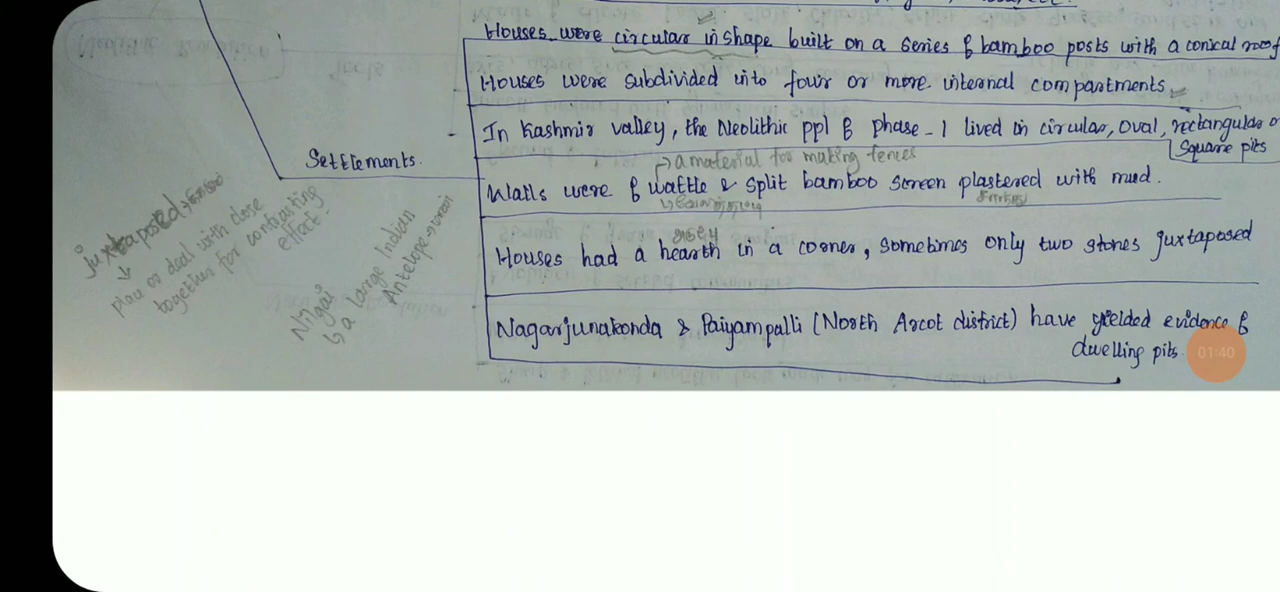 Houses were circular in shape built on a series of bamboo posts with a conical roof
Houses were subdivided into four or more internal compartments
In Kashmir valley, the Neolithic ppl of phase-1 lived in circular, oval, rectangular or
Square pits
Settlements.
→ a material for making fences
Walls were of wattle & split bamboo screen plastered with mud.
Houses had a hearth in a corner, sometimes only two stones juxtaposed
Nagarjunakonda & Paiyampalli (North Arcot district) have yielded evidence of
dwelling pits.
juxtaposed
place or deal with close
together for contrasting
effect.
Nilgai
↳ a large Indian
Antelope →
01:40